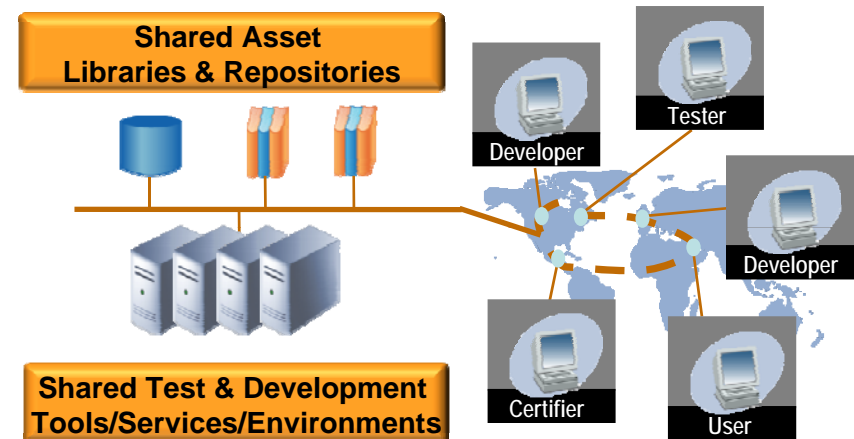 Shared Asset
Libraries & Repositories
Developer
Tester
Developer
Certifier
User
Shared Test & Development
Tools/Services/Environments